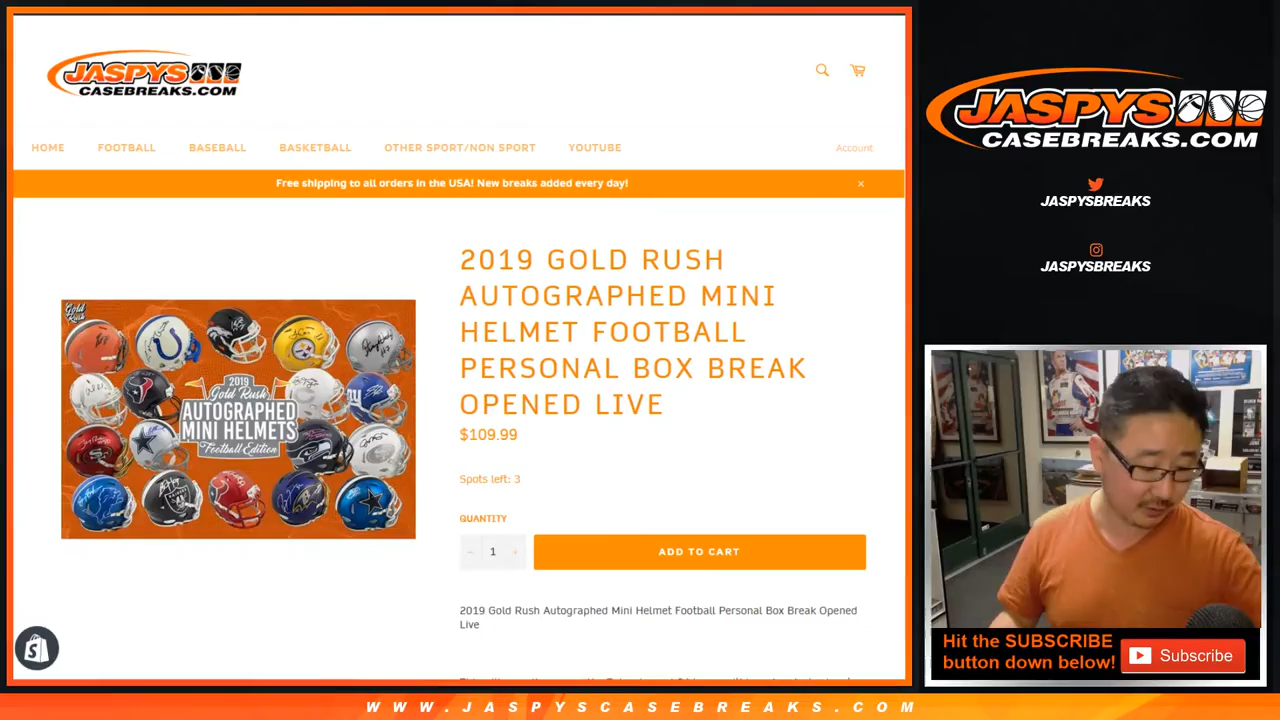 JASPYS
CASEBREAKS.COM
HOME
FOOTBALL
BASEBALL
BASKETBALL
OTHER SPORT/NON SPORT
YOUTUBE
Account
Free shipping to all orders in the USA! New breaks added every day!
×
2019 GOLD RUSH
AUTOGRAPHED MINI
HELMET FOOTBALL
PERSONAL BOX BREAK
OPENED LIVE
$109.99
Spots left: 3
QUANTITY
− 1 +
ADD TO CART
2019 Gold Rush Autographed Mini Helmet Football Personal Box Break Opened
Live
Gold
Rush
2019
Gold Rush
AUTOGRAPHED
MINI HELMETS
Football Edition
JASPYS
CASEBREAKS.COM
JASPYSBREAKS
JASPYSBREAKS
Hit the SUBSCRIBE
button down below!
Subscribe
WWW.JASPYSCASEBREAKS.COM